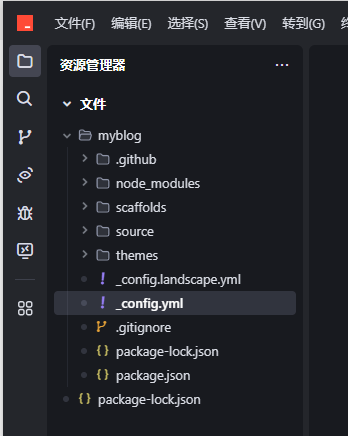 文件(F) 编辑(E) 选择(S) 查看(V) 转到(G)
资源管理器
文件
myblog
.github
node_modules
scaffolds
source
themes
_config.landscape.yml
_config.yml
.gitignore
package-lock.json
package.json
package-lock.json